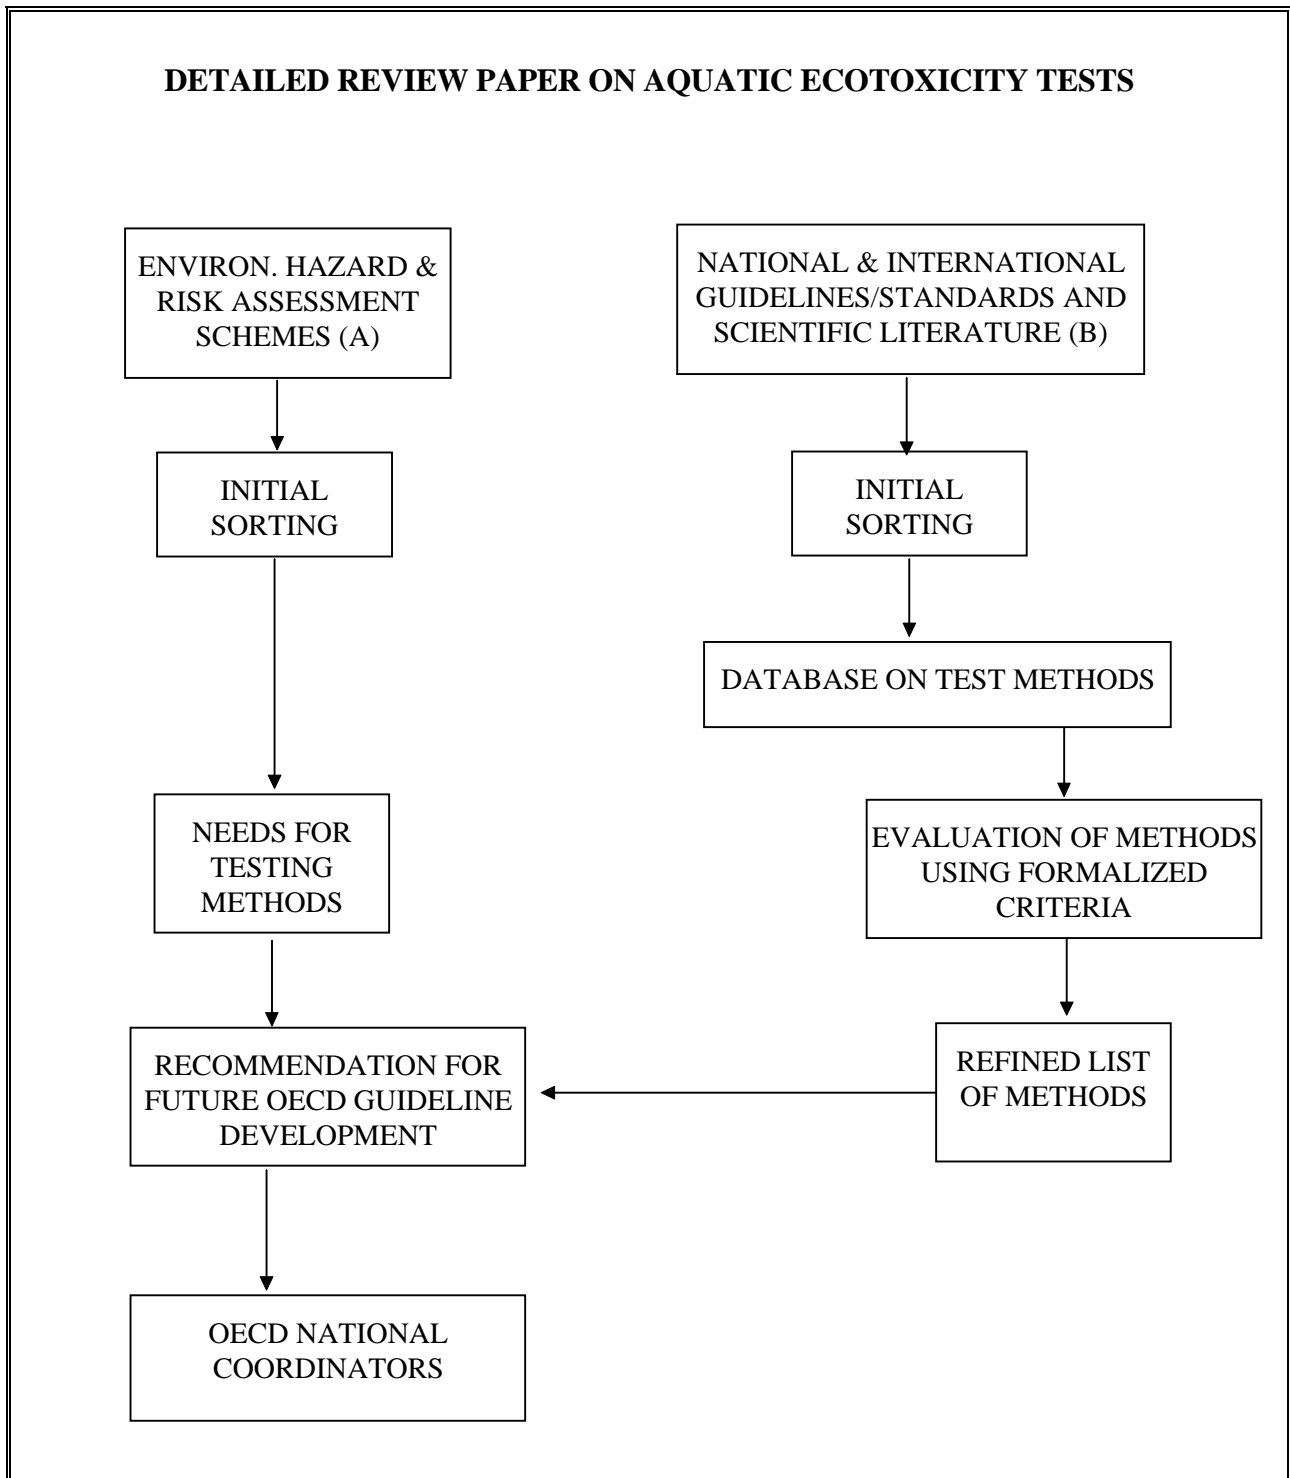 DETAILED REVIEW PAPER ON AQUATIC ECOTOXICITY TESTS
ENVIRON. HAZARD &
RISK ASSESSMENT
SCHEMES (A)
NATIONAL & INTERNATIONAL
GUIDELINES/STANDARDS AND
SCIENTIFIC LITERATURE (B)
INITIAL
SORTING
INITIAL
SORTING
DATABASE ON TEST METHODS
NEEDS FOR
TESTING
METHODS
EVALUATION OF METHODS
USING FORMALIZED
CRITERIA
RECOMMENDATION FOR
FUTURE OECD GUIDELINE
DEVELOPMENT
REFINED LIST
OF METHODS
OECD NATIONAL
COORDINATORS